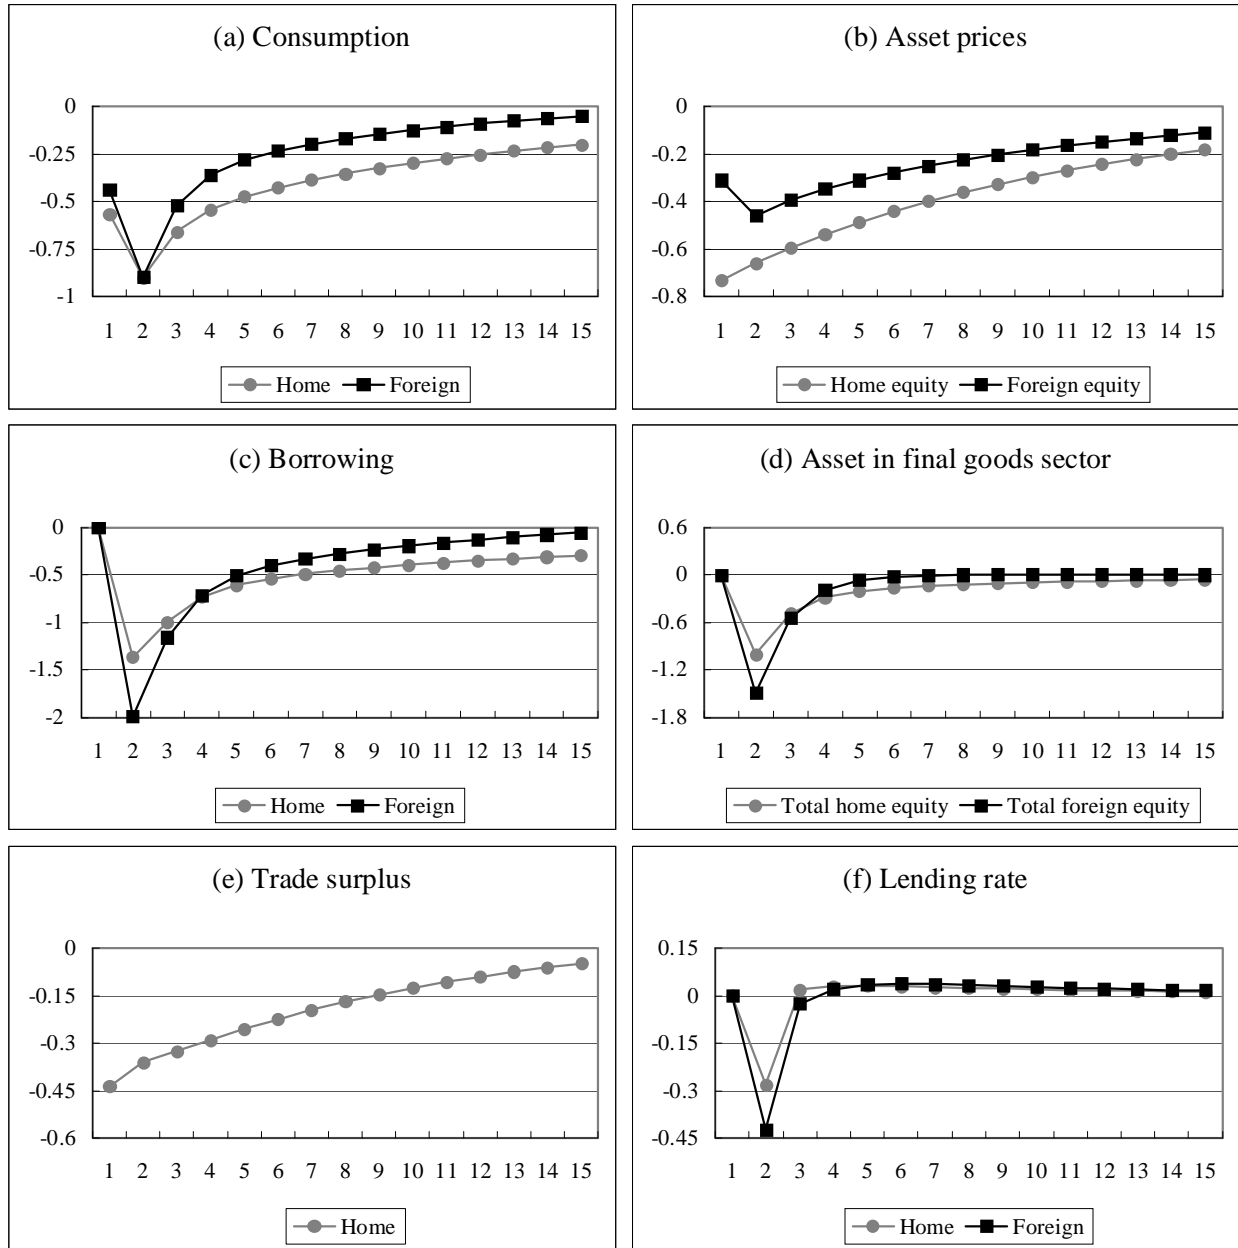 (a) Consumption
0
-0.25
-0.5
-0.75
-1
1 2 3 4 5 6 7 8 9 10 11 12 13 14 15
Home Foreign
(b) Asset prices
0
-0.2
-0.4
-0.6
-0.8
1 2 3 4 5 6 7 8 9 10 11 12 13 14 15
Home equity Foreign equity
(c) Borrowing
0
-0.5
-1
-1.5
-2
1 2 3 4 5 6 7 8 9 10 11 12 13 14 15
Home Foreign
(d) Asset in final goods sector
0.6
0
-0.6
-1.2
-1.8
1 2 3 4 5 6 7 8 9 10 11 12 13 14 15
Total home equity Total foreign equity
(e) Trade surplus
0
-0.15
-0.3
-0.45
-0.6
1 2 3 4 5 6 7 8 9 10 11 12 13 14 15
Home
(f) Lending rate
0.15
0
-0.15
-0.3
-0.45
1 2 3 4 5 6 7 8 9 10 11 12 13 14 15
Home Foreign